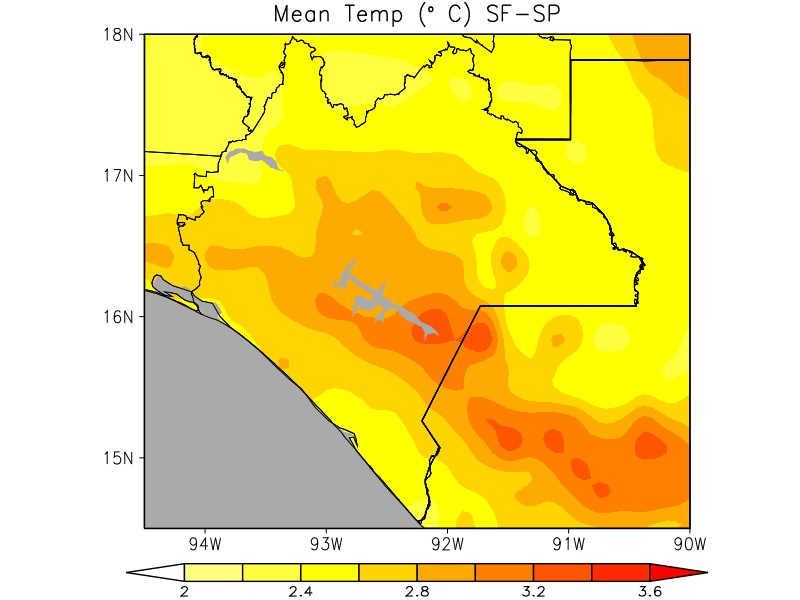 Mean Temp (° C) SF-SP
18N
17N
16N
15N
94W 93W 92W 91W 90W
2 2.4 2.8 3.2 3.6